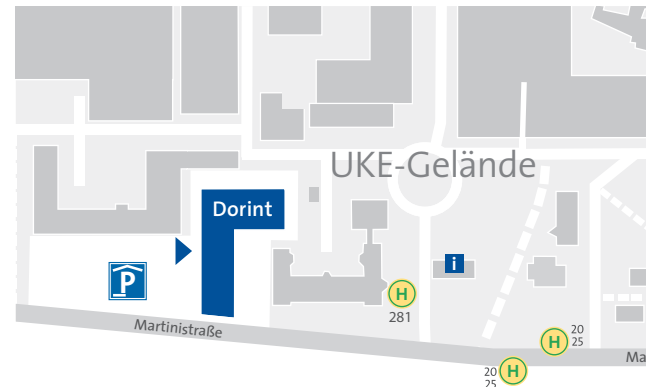 UKE-Gelände
Dorint
i
P
H
281
Martinistraße
H
20
25
Ma
20
25
H